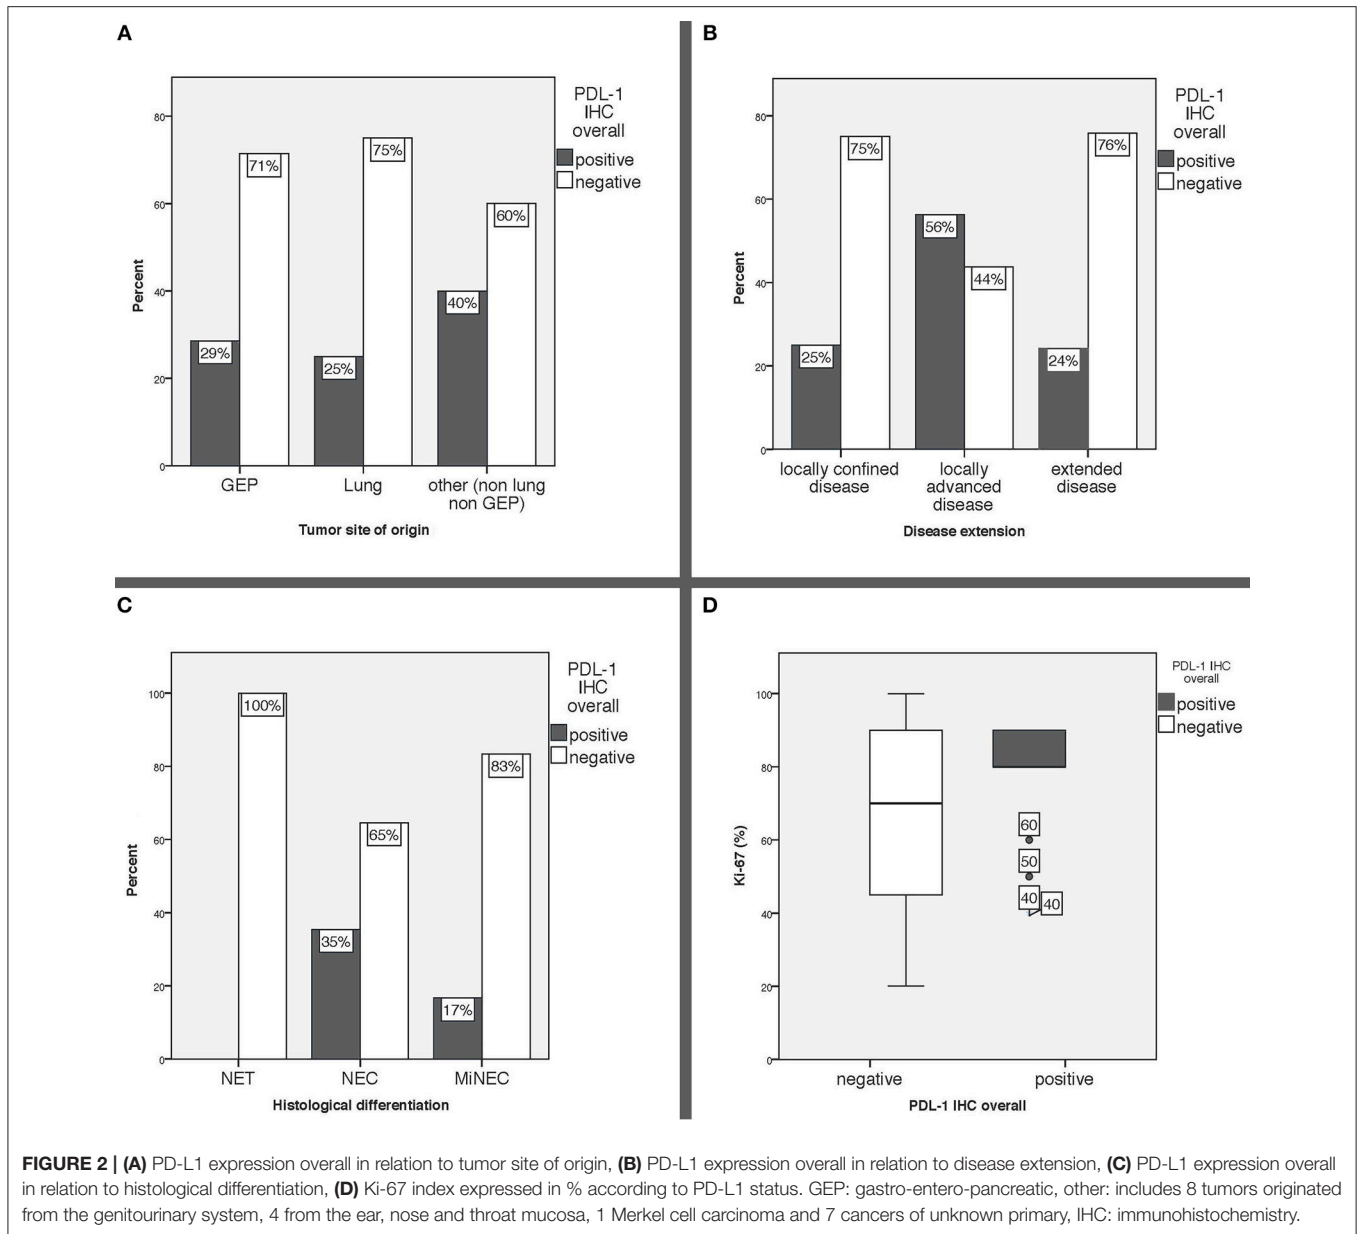 A
PDL-1
IHC
overall
positive
negative
80
60
40
20
0
Percent
29%
71%
25%
75%
40%
60%
GEP
Lung
other (non lung
non GEP)
Tumor site of origin
B
PDL-1
IHC
overall
positive
negative
80
60
40
20
0
Percent
25%
75%
56%
44%
24%
76%
locally confined
disease
locally
advanced
disease
extended
disease
Disease extension
C
PDL-1
IHC
overall
positive
negative
100
80
60
40
20
0
Percent
100%
35%
65%
17%
83%
NET
NEC
MiNEC
Histological differentiation
D
PDL-1 IHC
overall
positive
negative
100
80
60
40
20
0
Ki-67 (%)
60
50
40
40
negative
positive
PDL-1 IHC overall
FIGURE 2 | (A) PD-L1 expression overall in relation to tumor site of origin, (B) PD-L1 expression overall in relation to disease extension, (C) PD-L1 expression overall
in relation to histological differentiation, (D) Ki-67 index expressed in % according to PD-L1 status. GEP: gastro-entero-pancreatic, other: includes 8 tumors originated
from the genitourinary system, 4 from the ear, nose and throat mucosa, 1 Merkel cell carcinoma and 7 cancers of unknown primary, IHC: immunohistochemistry.